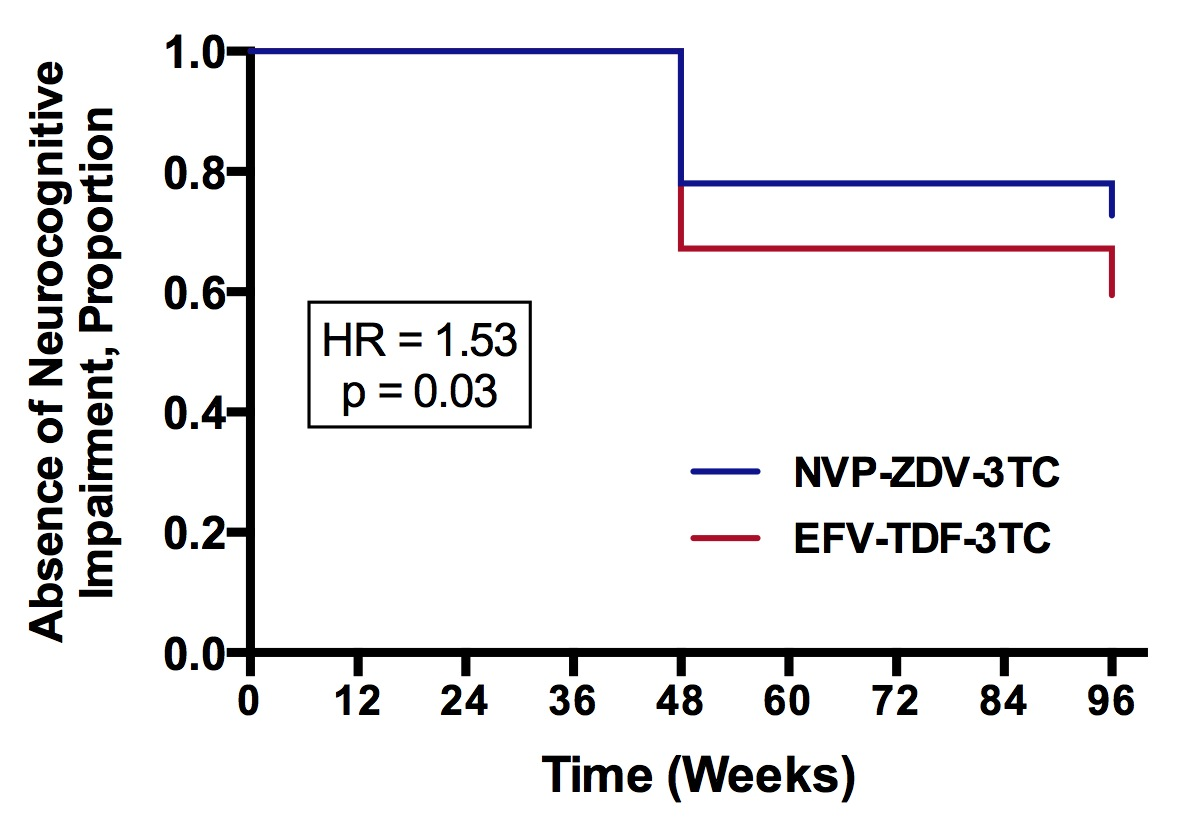 Absence of Neurocognitive
Impairment, Proportion
1.0
0.8
0.6
0.4
0.2
0.0
HR = 1.53
p = 0.03
NVP-ZDV-3TC
EFV-TDF-3TC
0 12 24 36 48 60 72 84 96
Time (Weeks)